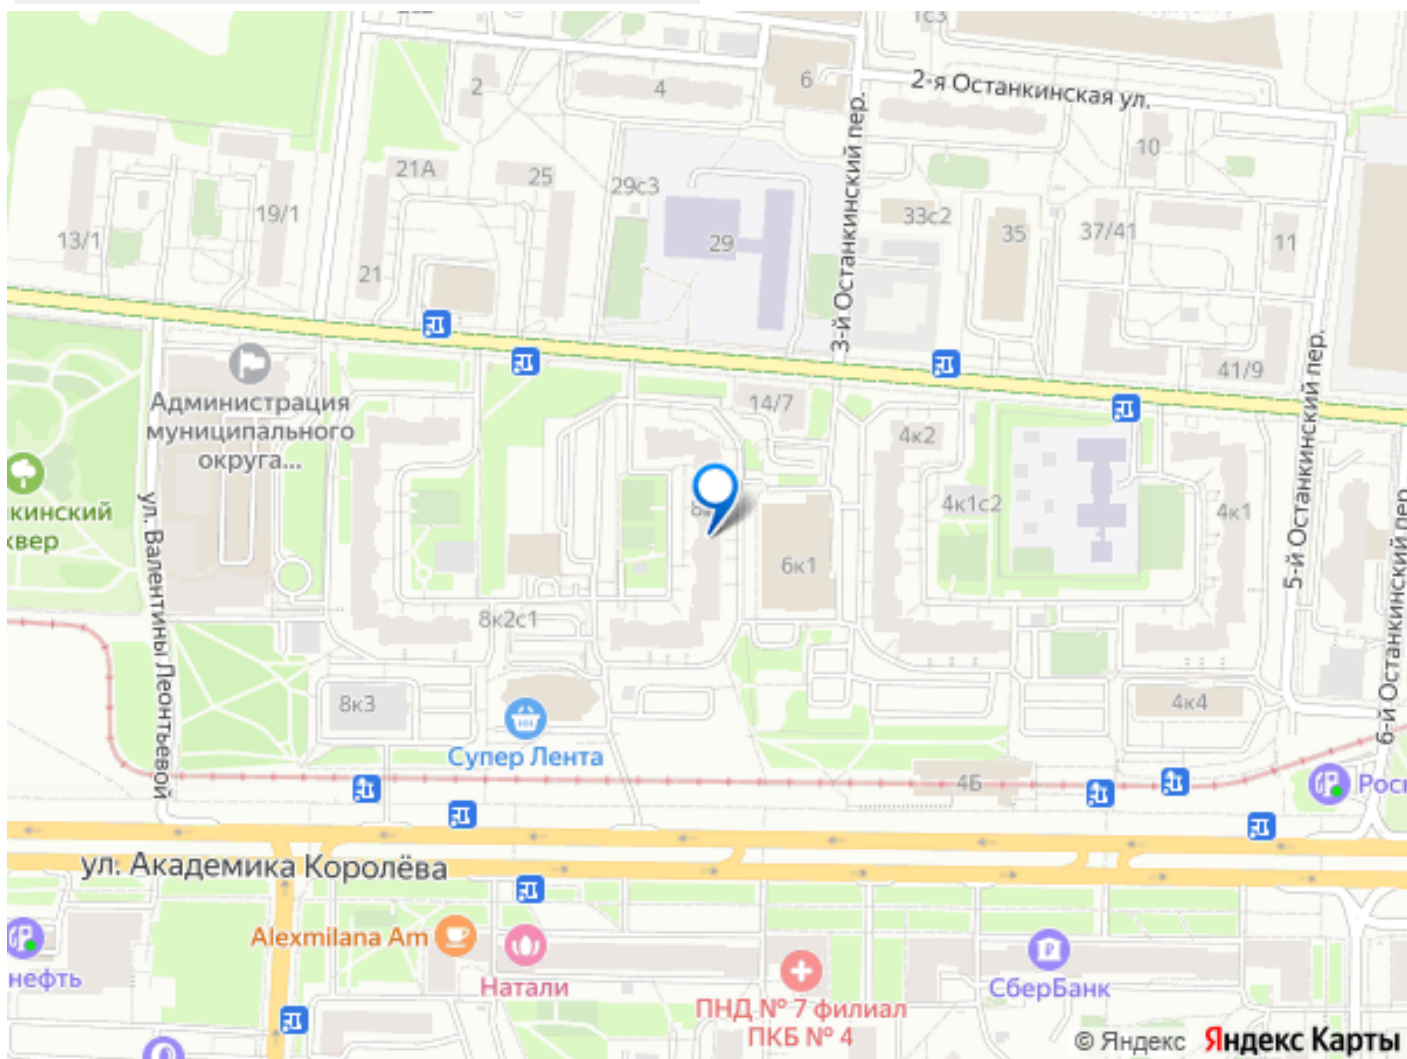 1с3
2
4
6
2-я Останкинская ул.
3-й Останкинский пер.
10
21А
25
29с3
19/1
13/1
21
29
33с2
35
37/41
11
41/9
5-й Останкинский пер.
Администрация
муниципального
округа...
14/7
4к2
4к1с2
4к1
6к1
кинский
квер
ул. Валентины Леонтьевой
8к2с1
6-й Останкинский пер.
8к3
4к4
Супер Лента
4Б
Рос
ул. Академика Королёва
Alexmilana Am
нефть
Натали
СберБанк
ПНД № 7 филиал
ПКБ № 4
© Яндекс Яндекс Карты